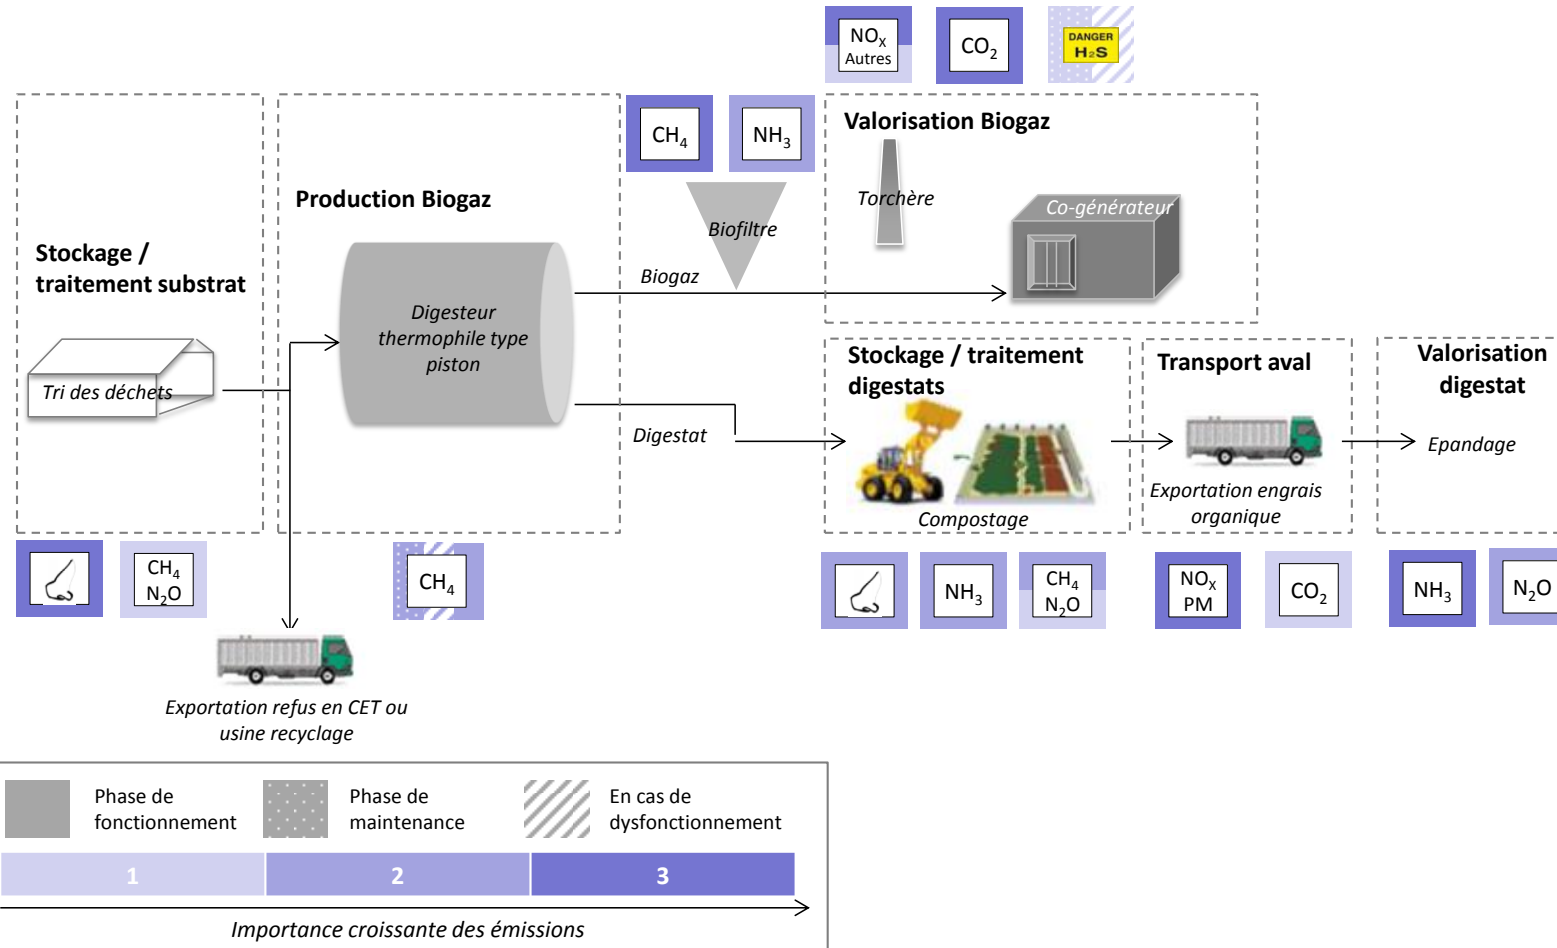 NOX
Autres
CO2
DANGER
H2S
CH4
NH3
Valorisation Biogaz
Production Biogaz
Torchère
Co-générateur
Biofiltre
Stockage /
traitement substrat
Biogaz
Digesteur
thermophile type
piston
Tri des déchets
Stockage / traitement
digestats
Transport aval
Valorisation
digestat
Digestat
Epandage
Compostage
Exportation engrais
organique
CH4
N2O
CH4
NH3
CH4
N2O
NOX
PM
CO2
NH3
N2O
Exportation refus en CET ou
usine recyclage
Phase de
fonctionnement
Phase de
maintenance
En cas de
dysfonctionnement
1
2
3
Importance croissante des émissions